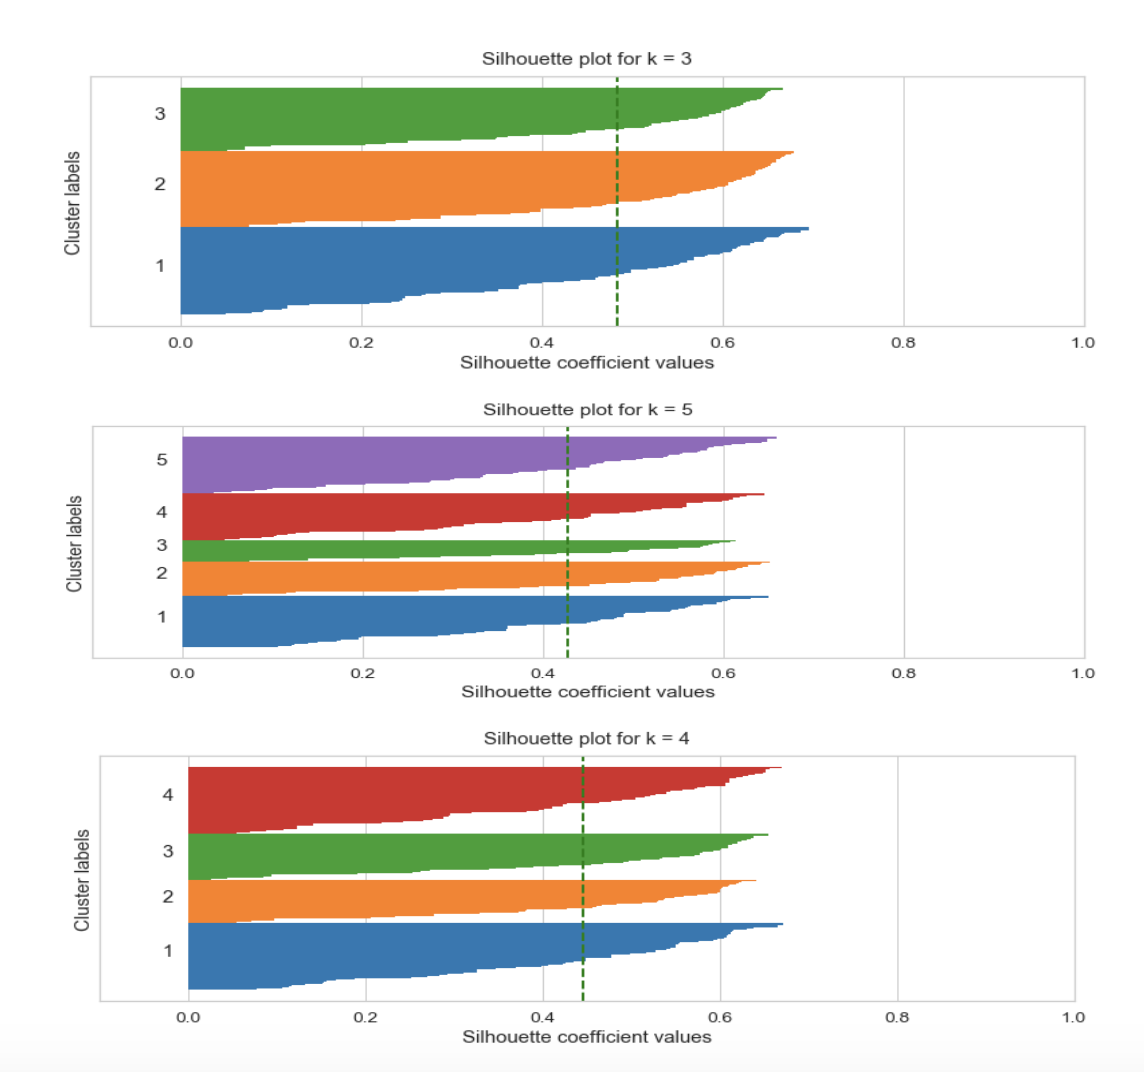 Silhouette plot for k = 3
3
2
1
Cluster labels
0.0 0.2 0.4 0.6 0.8 1.0
Silhouette coefficient values
Silhouette plot for k = 5
5
4
3
2
1
Cluster labels
0.0 0.2 0.4 0.6 0.8 1.0
Silhouette coefficient values
Silhouette plot for k = 4
4
3
2
1
Cluster labels
0.0 0.2 0.4 0.6 0.8 1.0
Silhouette coefficient values